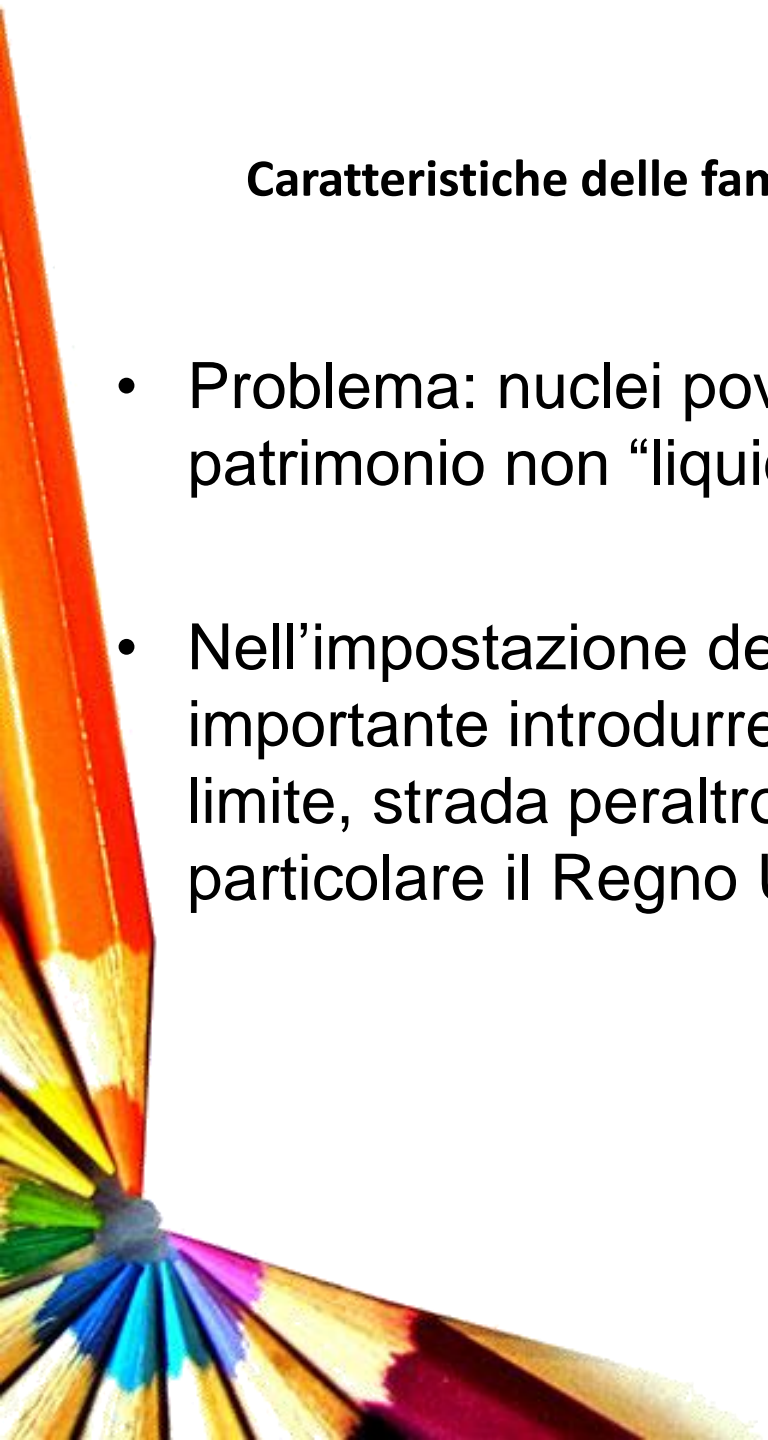 Caratteristiche delle fam
• Problema: nuclei pov
patrimonio non “liqui
• Nell’impostazione de
importante introdurre
limite, strada peraltro
particolare il Regno U